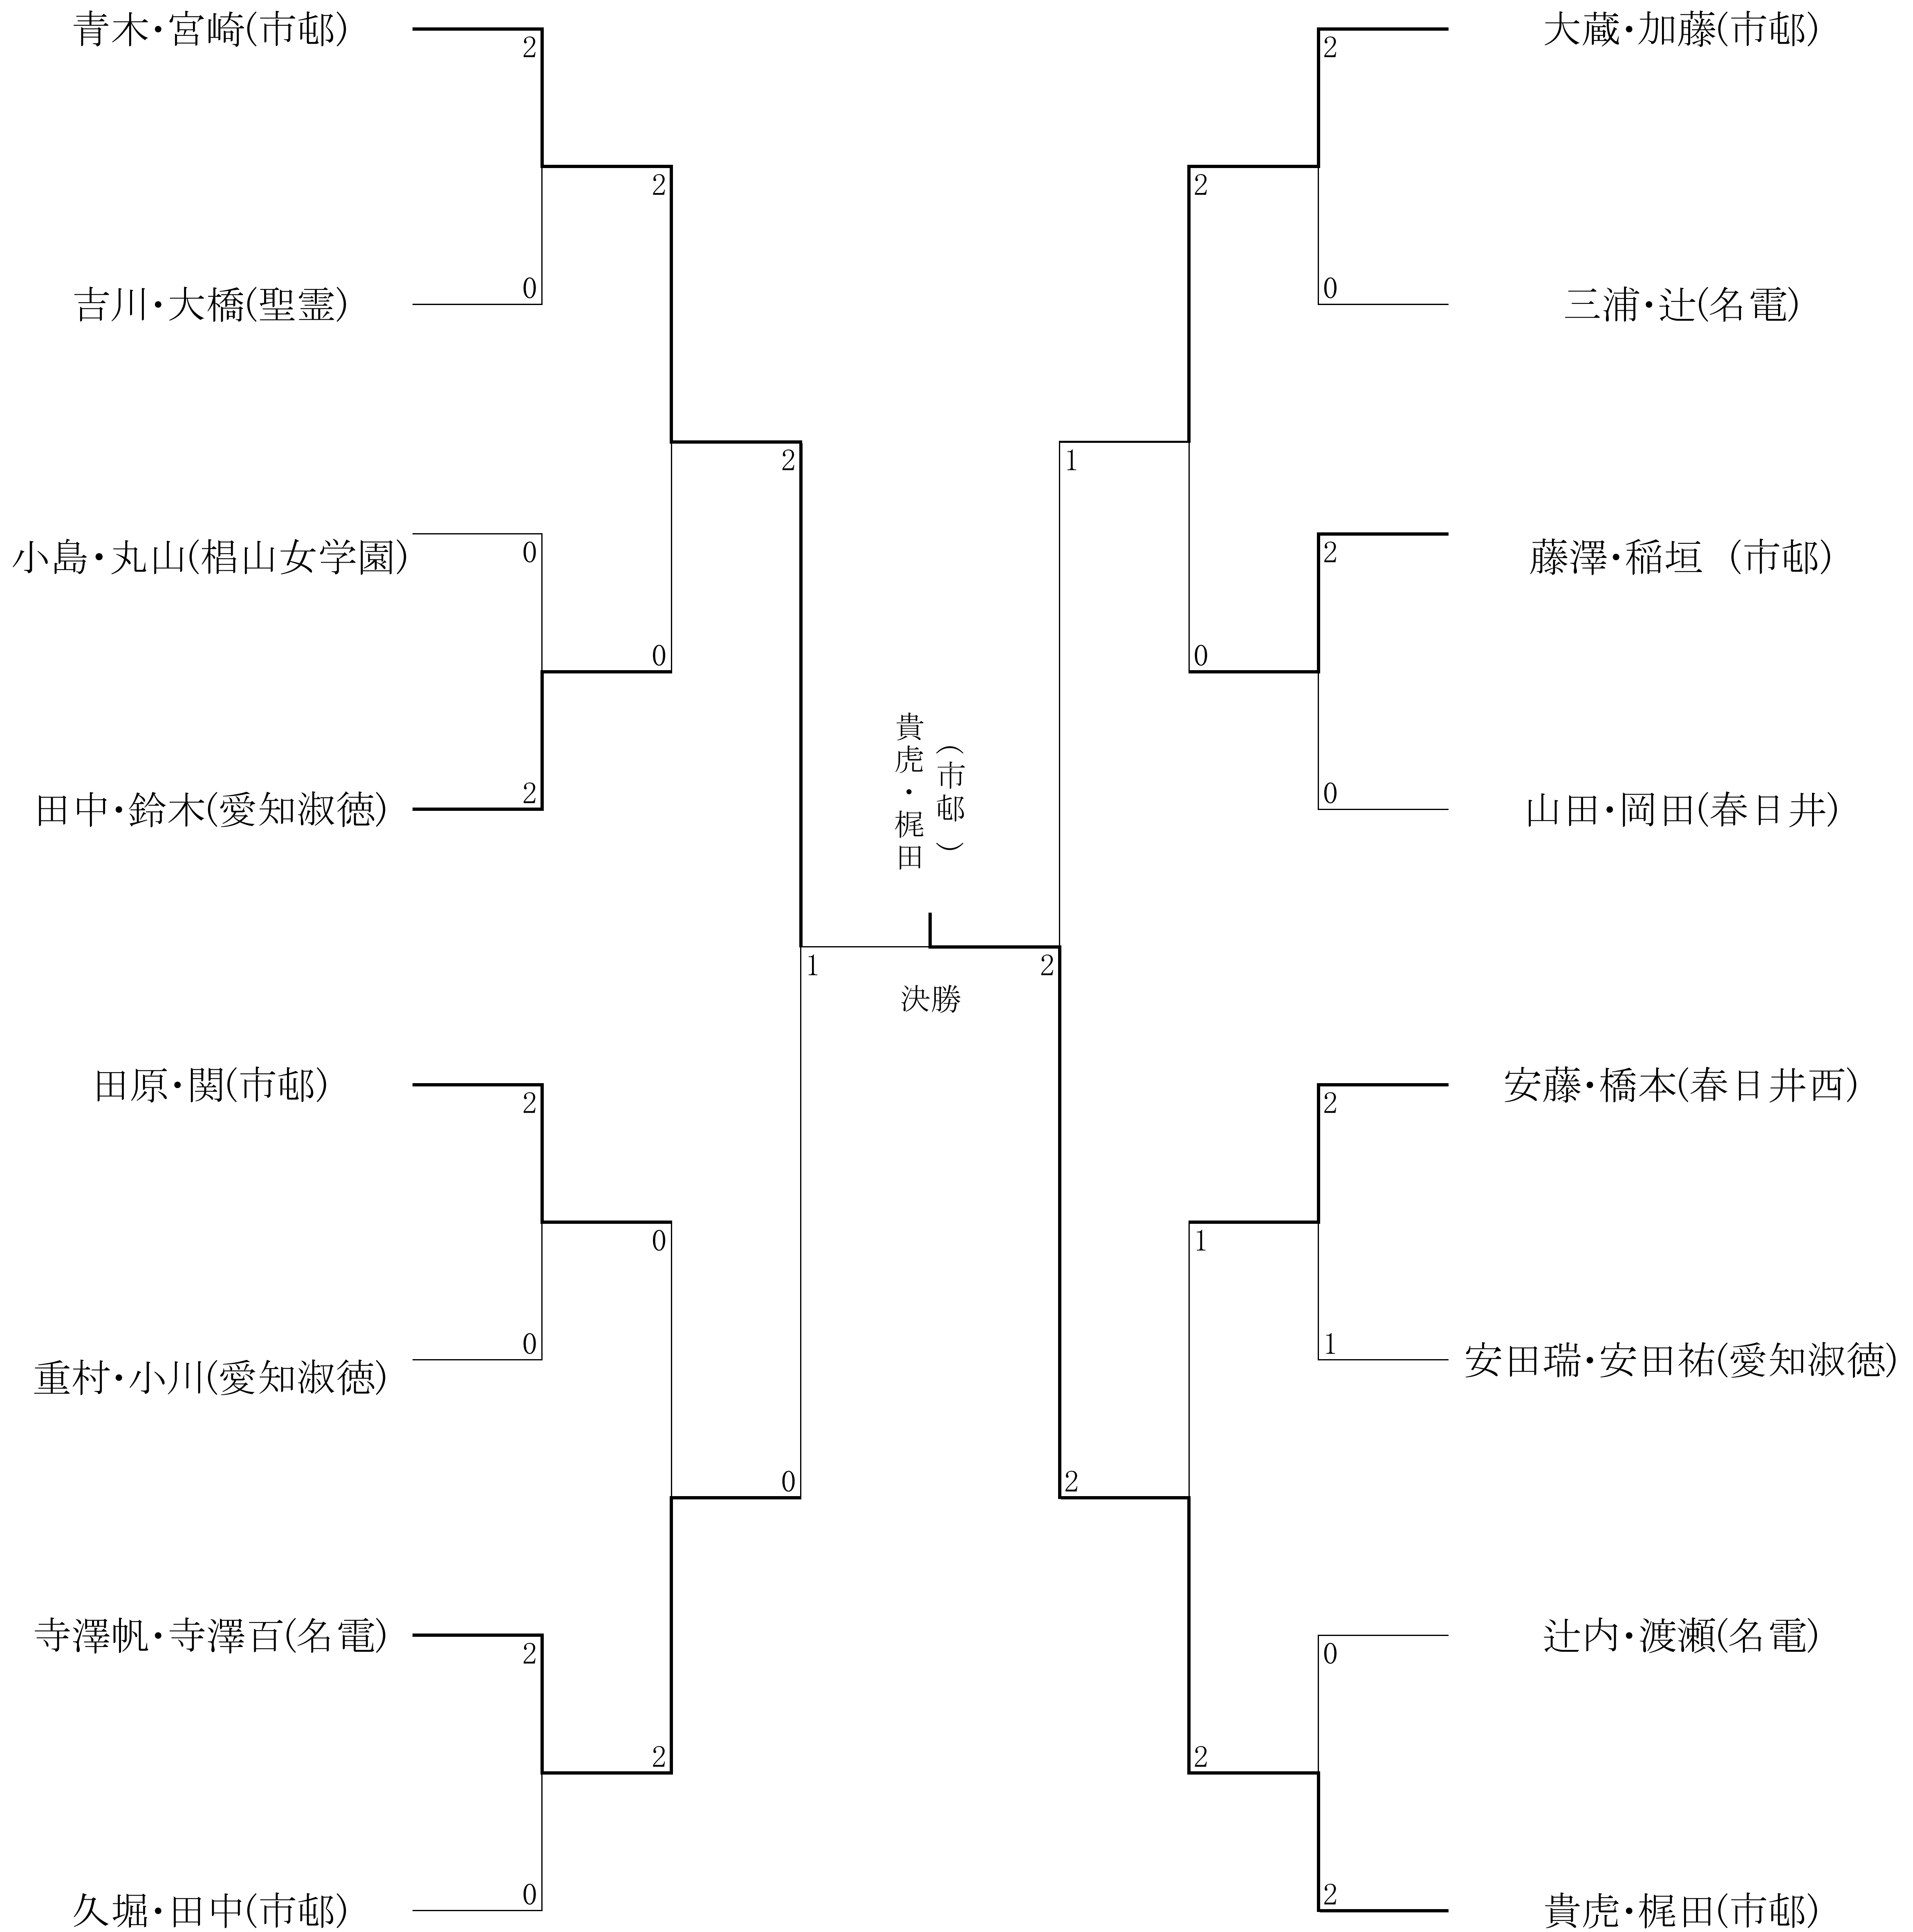 青木・宮崎(市邨)
2
2
吉川・大橋(聖霊)
0
2
小島・丸山(椙山女学園)
0
0
田中・鈴木(愛知淑徳)
2
田原・関(市邨)
2
0
重村・小川(愛知淑徳)
0
0
寺澤帆・寺澤百(名電)
2
2
久堀・田中(市邨)
0
貴虎・梶田
(市邨)
1
2
決勝
大蔵・加藤(市邨)
2
2
三浦・辻(名電)
0
1
藤澤・稲垣 (市邨)
2
0
山田・岡田(春日井)
0
安藤・橋本(春日井西)
2
1
安田瑞・安田祐(愛知淑徳)
1
2
辻内・渡瀬(名電)
0
2
貴虎・梶田(市邨)
2